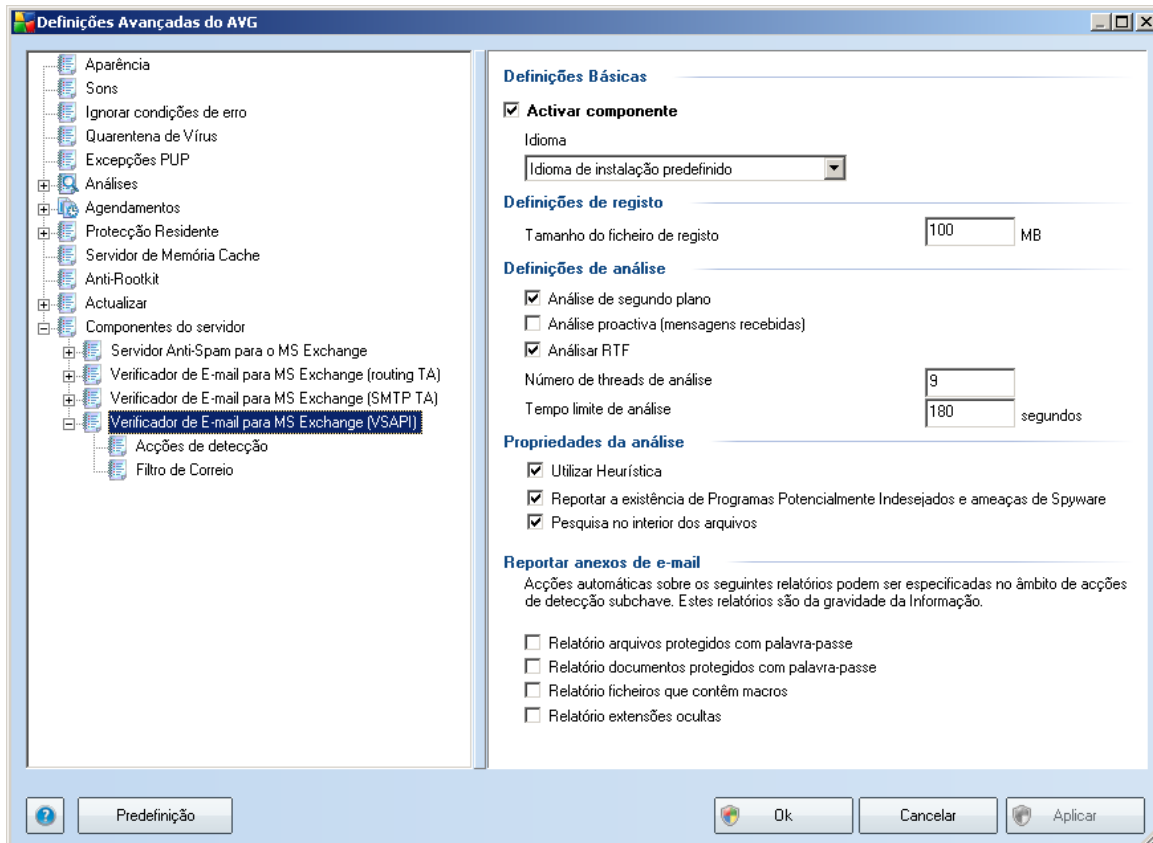 Definições Avançadas do AVG
Aparência
Sons
Ignorar condições de erro
Quarentena de Vírus
Excepções PUP
Análises
Agendamentos
Protecção Residente
Servidor de Memória Cache
Anti-Rootkit
Actualizar
Componentes do servidor
Servidor Anti-Spam para o MS Exchange
Verificador de E-mail para MS Exchange (routing TA)
Verificador de E-mail para MS Exchange (SMTP TA)
Verificador de E-mail para MS Exchange (VSAPI)
Acções de detecção
Filtro de Correio
Definições Básicas
Activar componente
Idioma
Idioma de instalação predefinido
Definições de registo
Tamanho do ficheiro de registo 100 MB
Definições de análise
Análise de segundo plano
Análise proactiva (mensagens recebidas)
Análisar RTF
Número de threads de análise 9
Tempo limite de análise 180 segundos
Propriedades da análise
Utilizar Heurística
Reportar a existência de Programas Potencialmente Indesejados e ameaças de Spyware
Pesquisa no interior dos arquivos
Reportar anexos de e-mail
Acções automáticas sobre os seguintes relatórios podem ser especificadas no âmbito de acções
de detecção subchave. Estes relatórios são da gravidade da Informação.
Relatório arquivos protegidos com palavra-passe
Relatório documentos protegidos com palavra-passe
Relatório ficheiros que contêm macros
Relatório extensões ocultas
? Predefinição Ok Cancelar Aplicar